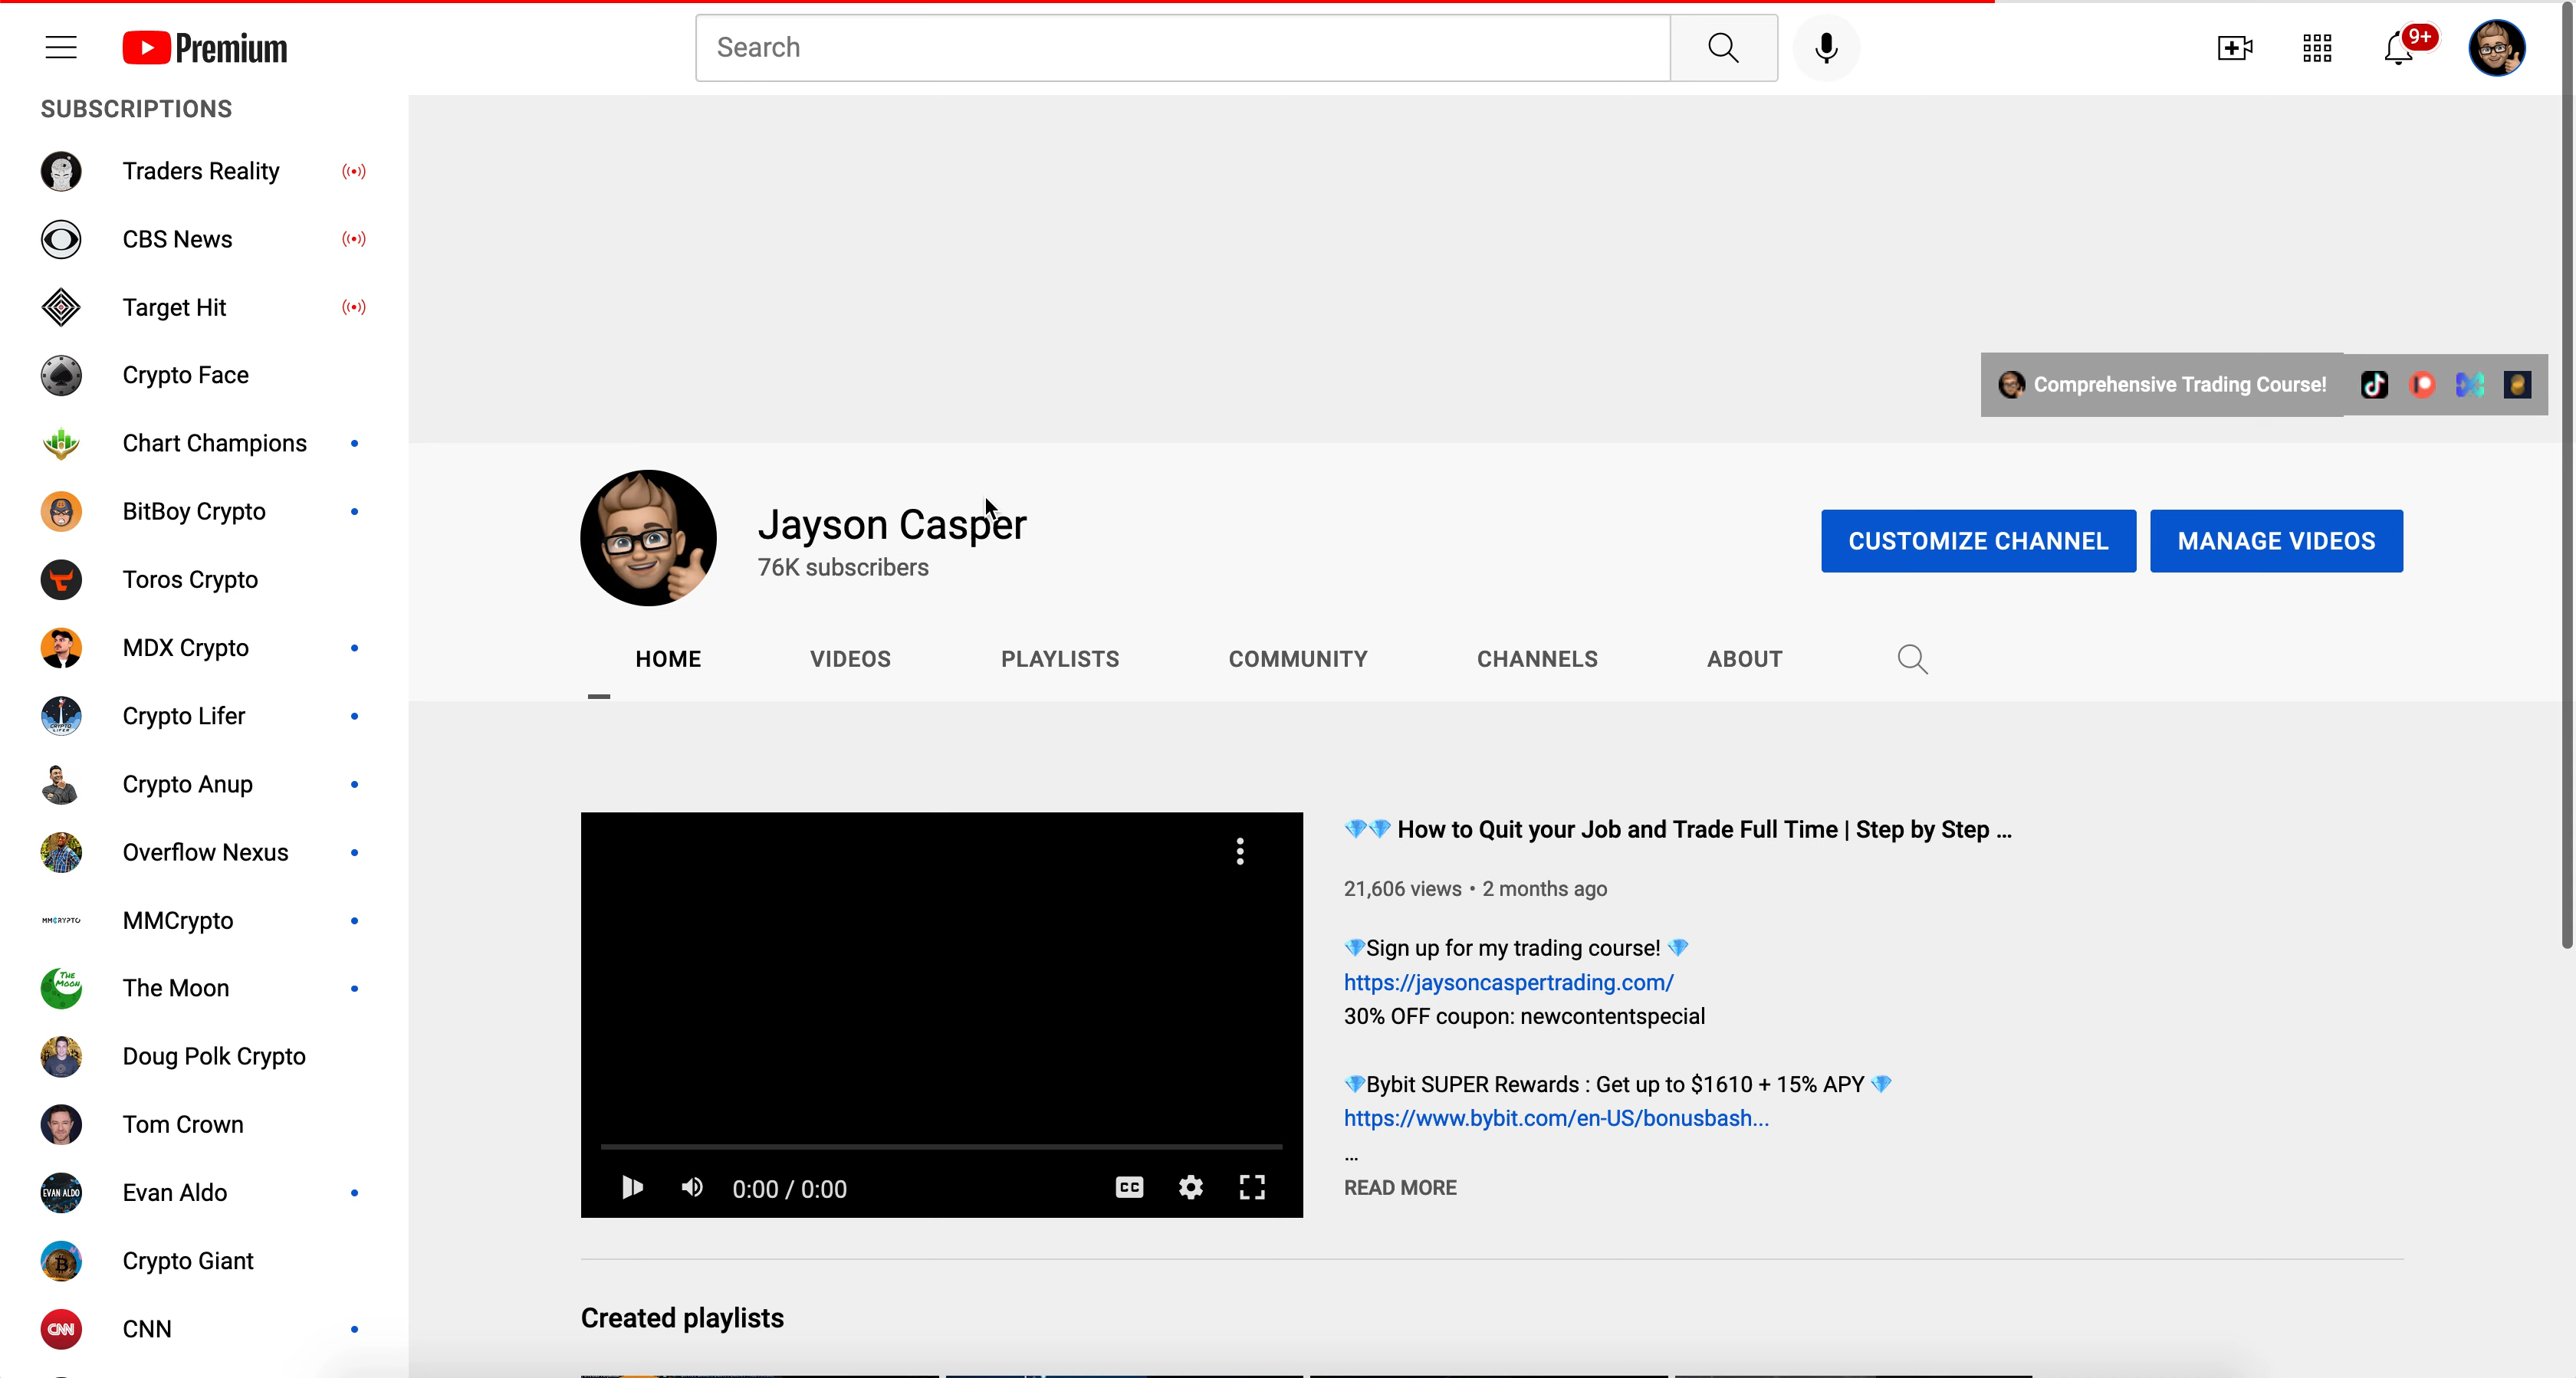 Premium
Search
9+
SUBSCRIPTIONS
Traders Reality
CBS News
Target Hit
Crypto Face
Chart Champions
BitBoy Crypto
Toros Crypto
MDX Crypto
Crypto Lifer
Crypto Anup
Overflow Nexus
MMCrypto
The Moon
Doug Polk Crypto
Tom Crown
Evan Aldo
Crypto Giant
CNN
CRYPTO
LIFER
MMCRYPTO
THE
MOON
EVAN ALDO
CNN
Comprehensive Trading Course!
Jayson Casper
76K subscribers
CUSTOMIZE CHANNEL
MANAGE VIDEOS
HOME
VIDEOS
PLAYLISTS
COMMUNITY
CHANNELS
ABOUT
0:00 / 0:00
CC
💎💎 How to Quit your Job and Trade Full Time | Step by Step ...
21,606 views • 2 months ago
💎Sign up for my trading course! 💎
https://jaysoncaspertrading.com/
30% OFF coupon: newcontentspecial
💎Bybit SUPER Rewards : Get up to $1610 + 15% APY 💎
https://www.bybit.com/en-US/bonusbash...
...
READ MORE
Created playlists